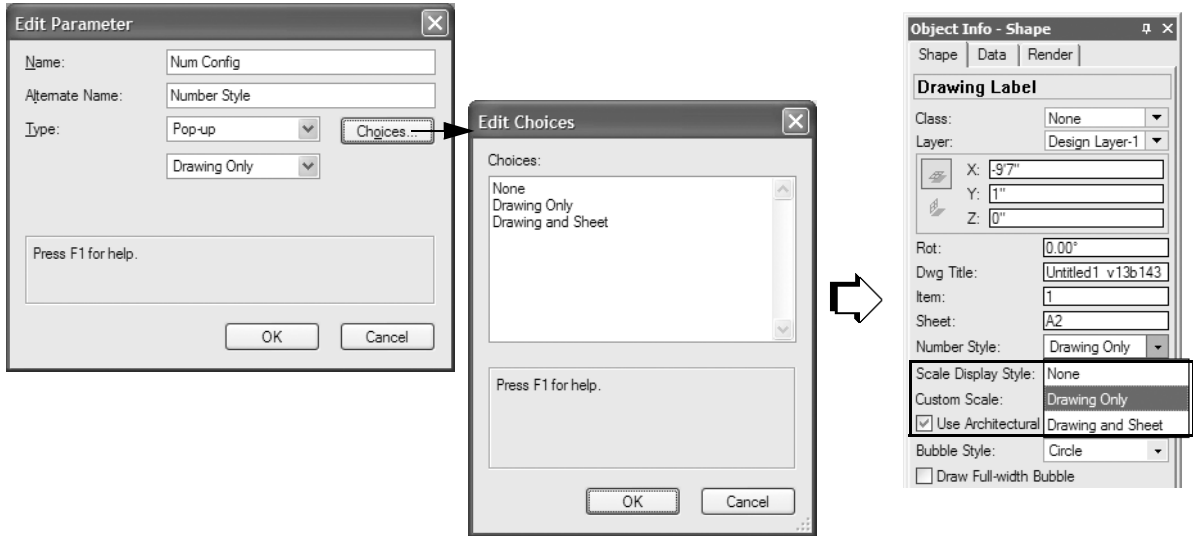 Edit Parameter
Name: Num Config
Alternate Name: Number Style
Type: Pop-up Choices...
Drawing Only
Press F1 for help.
OK Cancel
Edit Choices
Choices:
None
Drawing Only
Drawing and Sheet
Press F1 for help.
OK Cancel
Object Info - Shape
Shape Data Render
Drawing Label
Class: None
Layer: Design Layer-1
X: -9'7"
Y: 1"
Z: 0"
Rot: 0.00°
Dwg Title: Untitled1_v13b143
Item: 1
Sheet: A2
Number Style: Drawing Only
Scale Display Style: None
Custom Scale: Drawing Only
Use Architectural Drawing and Sheet
Bubble Style: Circle
Draw Full-width Bubble